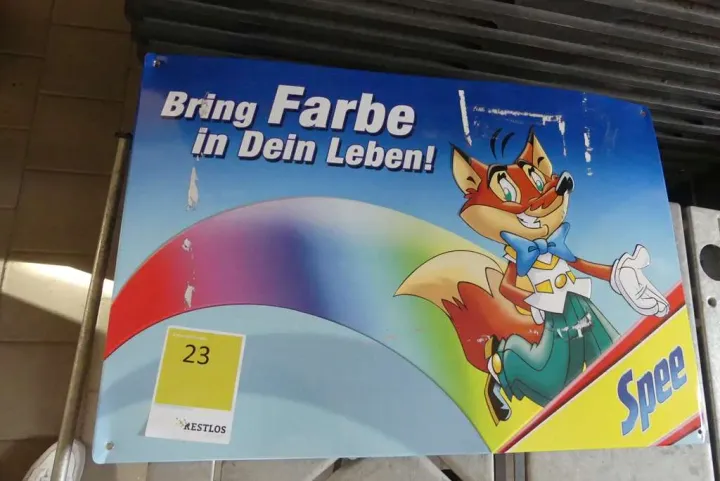 Bring Farbe
in Dein Leben!
23
RESTLOS
Spee